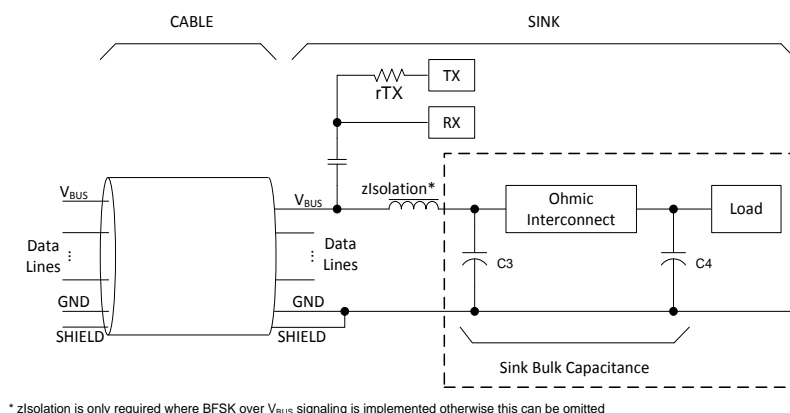 CABLE
SINK
TX
rTX
RX
zIsolation*
VBUS
VBUS
Ohmic
Interconnect
Load
Data
Lines
...
...
Data
Lines
C3
C4
GND
GND
SHIELD
SHIELD
Sink Bulk Capacitance
* zIsolation is only required where BFSK over VBUS signaling is implemented otherwise this can be omitted